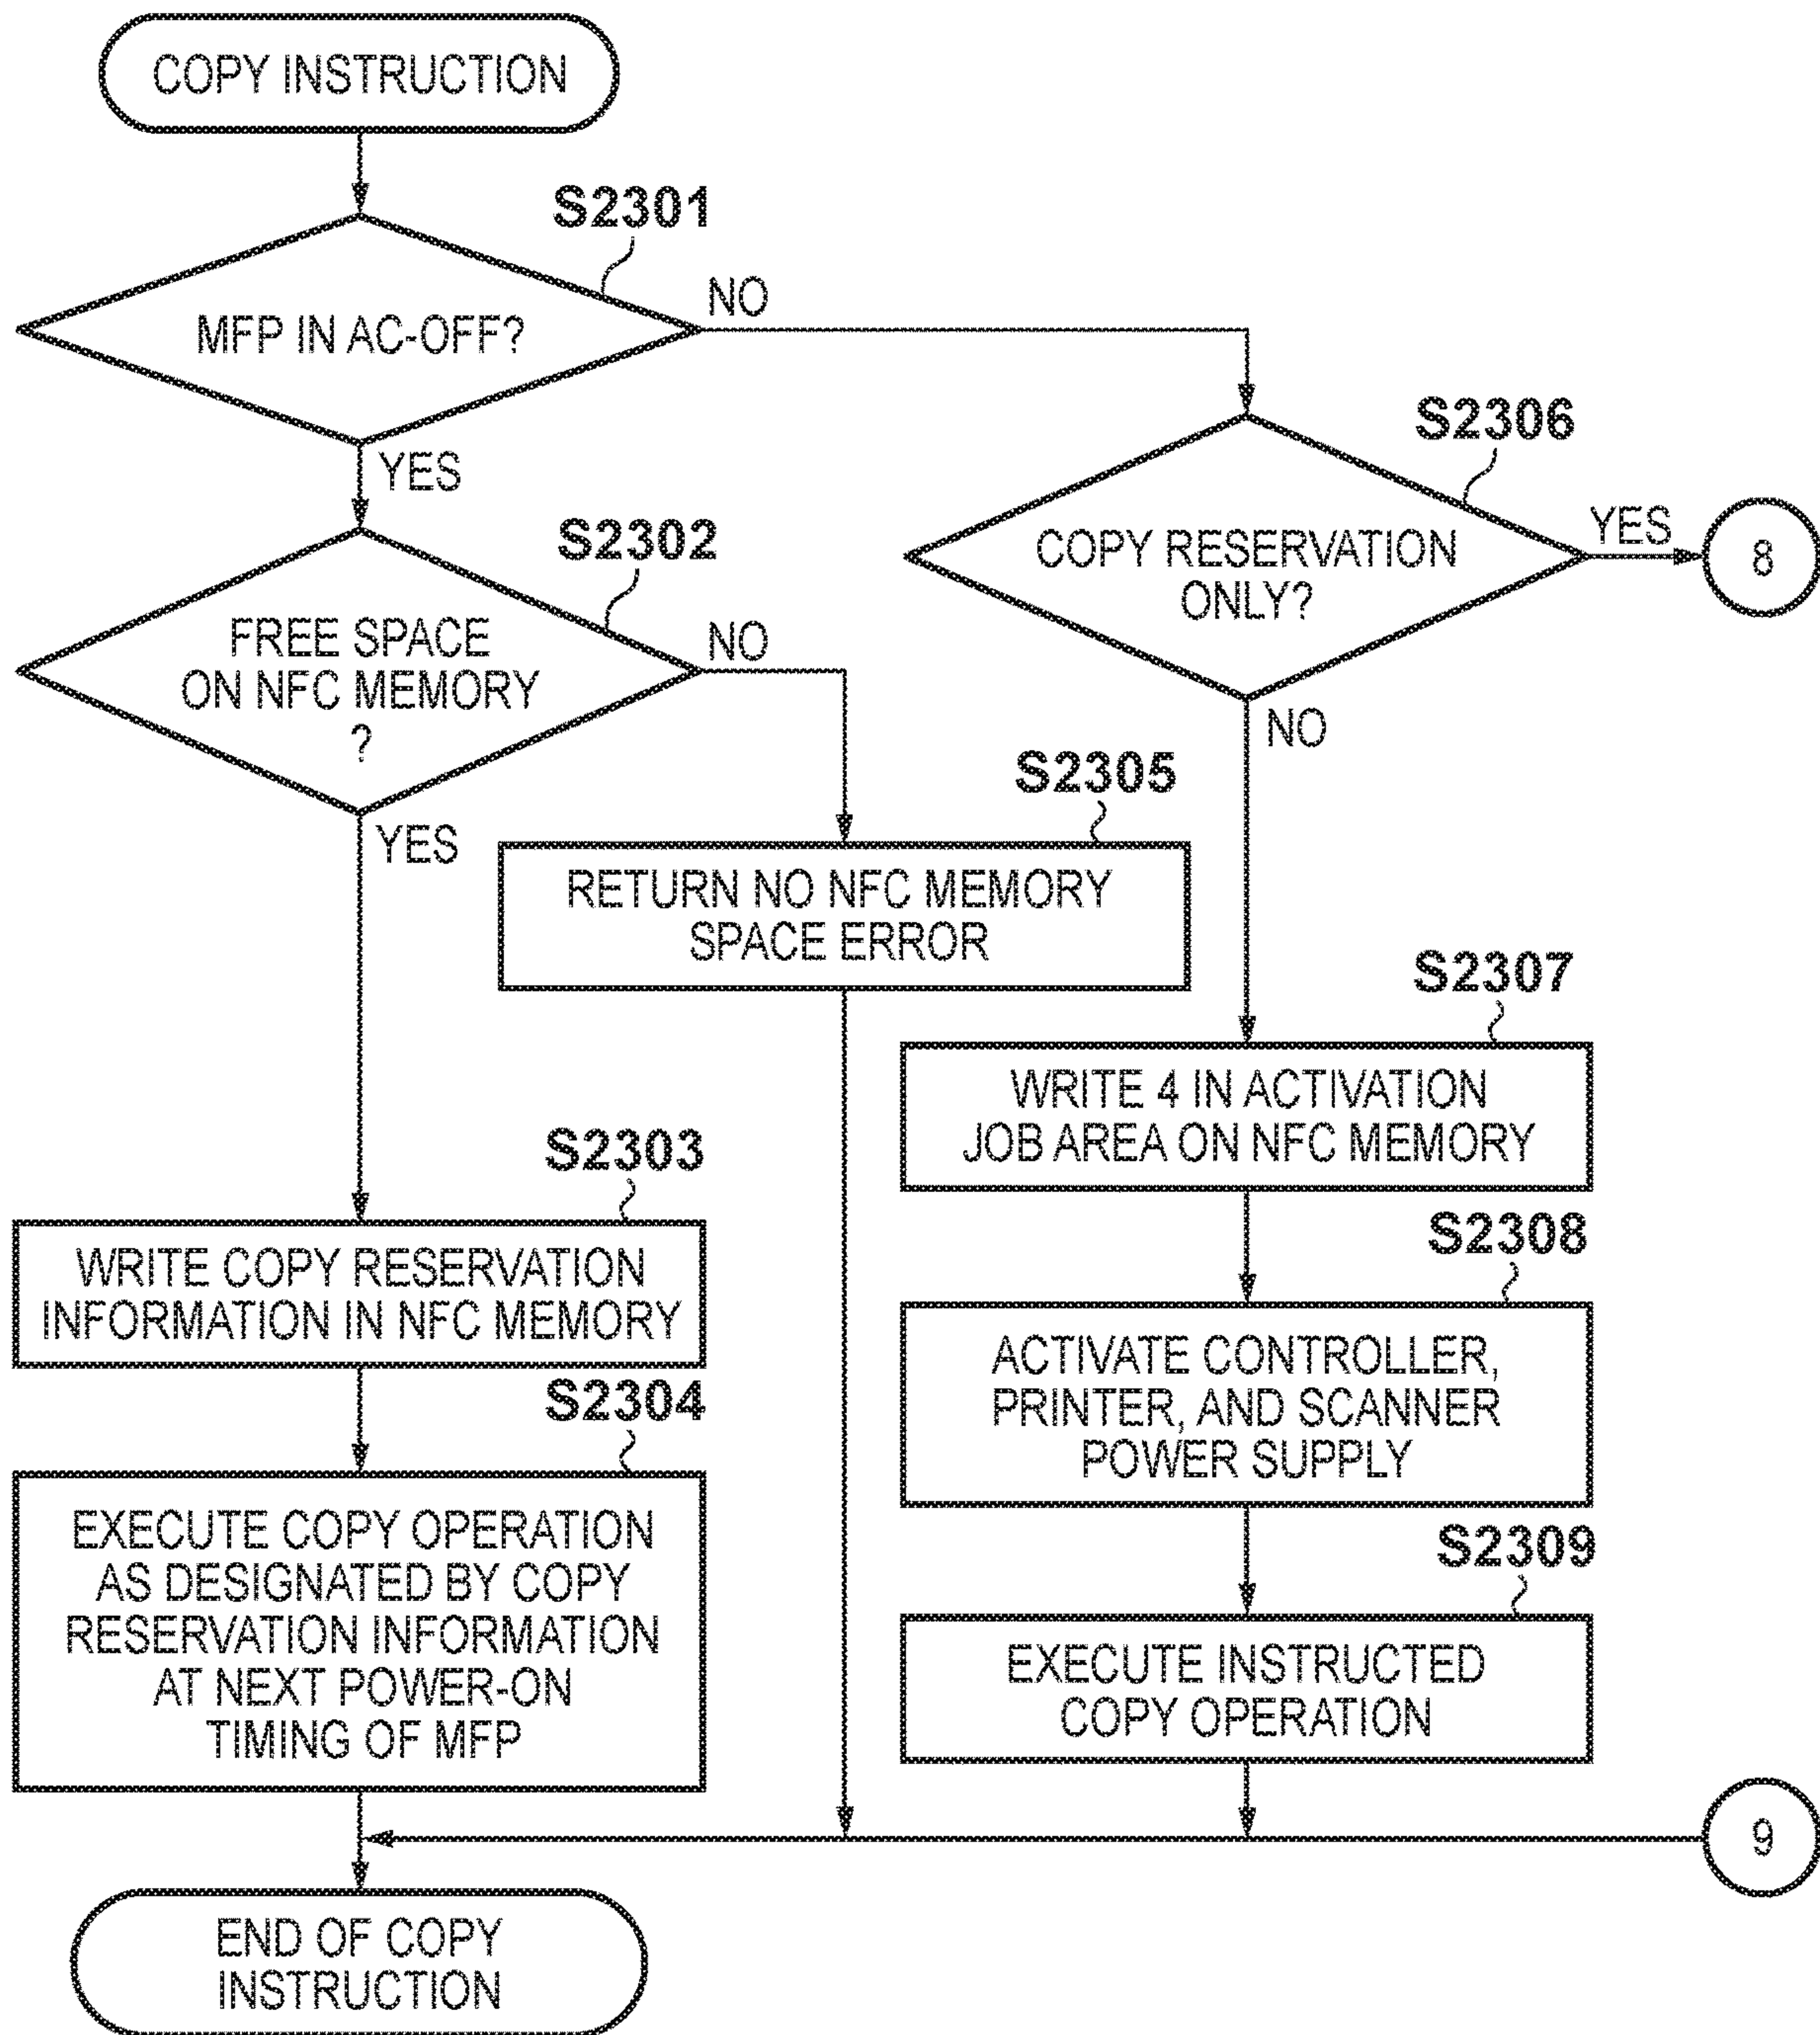 COPY INSTRUCTION
S2301
MFP IN AC-OFF?
NO
YES
S2302
FREE SPACE
ON NFC MEMORY
?
NO
YES
S2306
COPY RESERVATION
ONLY?
YES
8
NO
S2305
RETURN NO NFC MEMORY
SPACE ERROR
S2303
WRITE COPY RESERVATION
INFORMATION IN NFC MEMORY
S2304
EXECUTE COPY OPERATION
AS DESIGNATED BY COPY
RESERVATION INFORMATION
AT NEXT POWER-ON
TIMING OF MFP
S2307
WRITE 4 IN ACTIVATION
JOB AREA ON NFC MEMORY
S2308
ACTIVATE CONTROLLER,
PRINTER, AND SCANNER
POWER SUPPLY
S2309
EXECUTE INSTRUCTED
COPY OPERATION
9
END OF COPY
INSTRUCTION